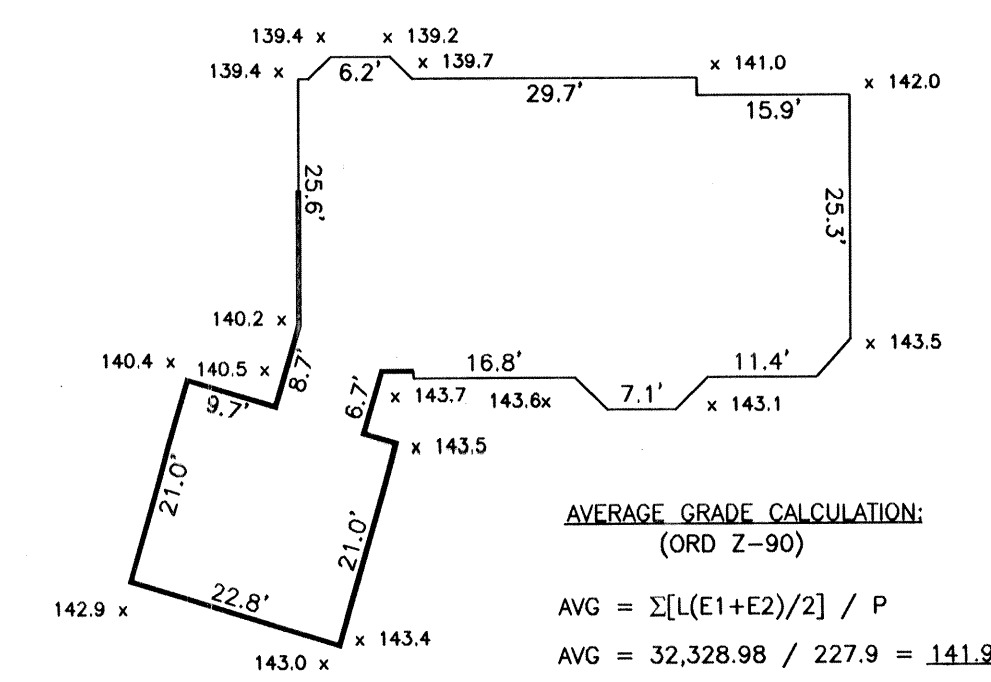 139.4 x
x 139.2
139.4 x
6.2'
x 139.7
29.7'
x 141.0
15.9'
x 142.0
25.6'
25.3'
140.2 x
140.4 x
140.5 x
8.7'
9.7'
6.7'
16.8'
x 143.7
143.6x
7.1'
11.4'
x 143.1
x 143.5
x 143.5
21.0'
21.0'
22.8'
142.9 x
x 143.4
143.0 x
AVERAGE GRADE CALCULATION:
(ORD Z-90)
AVG = Σ[L(E1+E2)/2] / P
AVG = 32,328.98 / 227.9 = 141.9